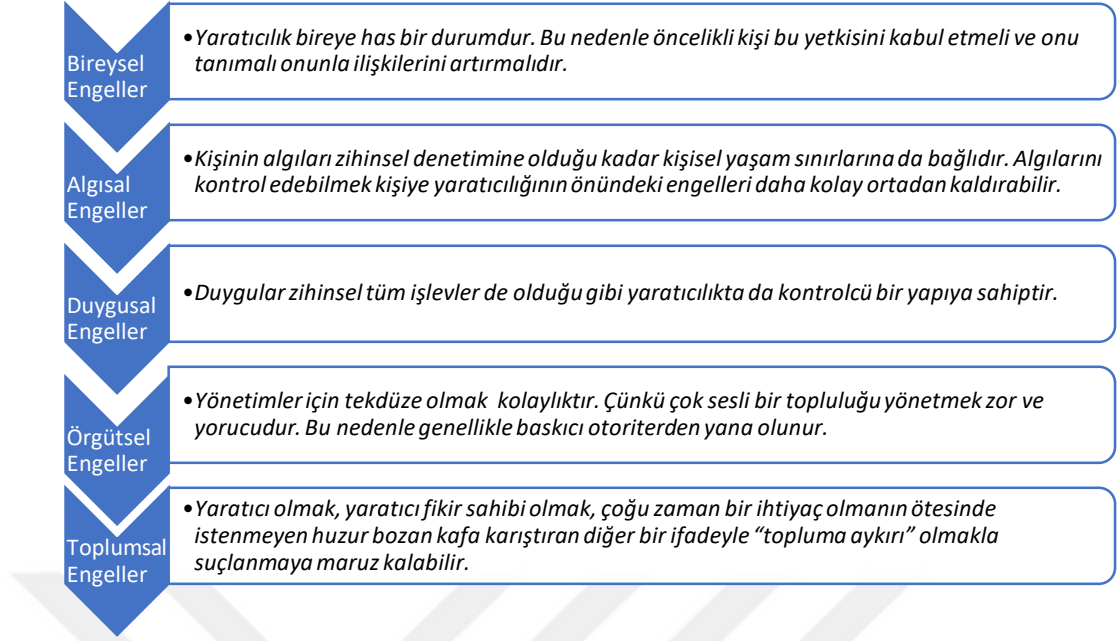 Bireysel
Engeller
•Yaratıcılık bireye has bir durumdur. Bu nedenle öncelikli kişi bu yetkisini kabul etmeli ve onu
tanımalı onunla ilişkilerini artırmalıdır.
Algısal
Engeller
•Kişinin algıları zihinsel denetimine olduğu kadar kişisel yaşam sınırlarına da bağlıdır. Algılarını
kontrol edebilmek kişiye yaratıcılığının önündeki engelleri daha kolay ortadan kaldırabilir.
Duygusal
Engeller
•Duygular zihinsel tüm işlevler de olduğu gibi yaratıcılıkta da kontrolcü bir yapıya sahiptir.
Örgütsel
Engeller
•Yönetimler için tekdüze olmak kolaylıktır. Çünkü çok sesli bir topluluğu yönetmek zor ve
yorucudur. Bu nedenle genellikle baskıcı otoriterden yana olunur.
Toplumsal
Engeller
•Yaratıcı olmak, yaratıcı fikir sahibi olmak, çoğu zaman bir ihtiyaç olmanın ötesinde
istenmeyen huzur bozan kafa karıştıran diğer bir ifadeyle “topluma aykırı” olmakla
suçlanmaya maruz kalabilir.